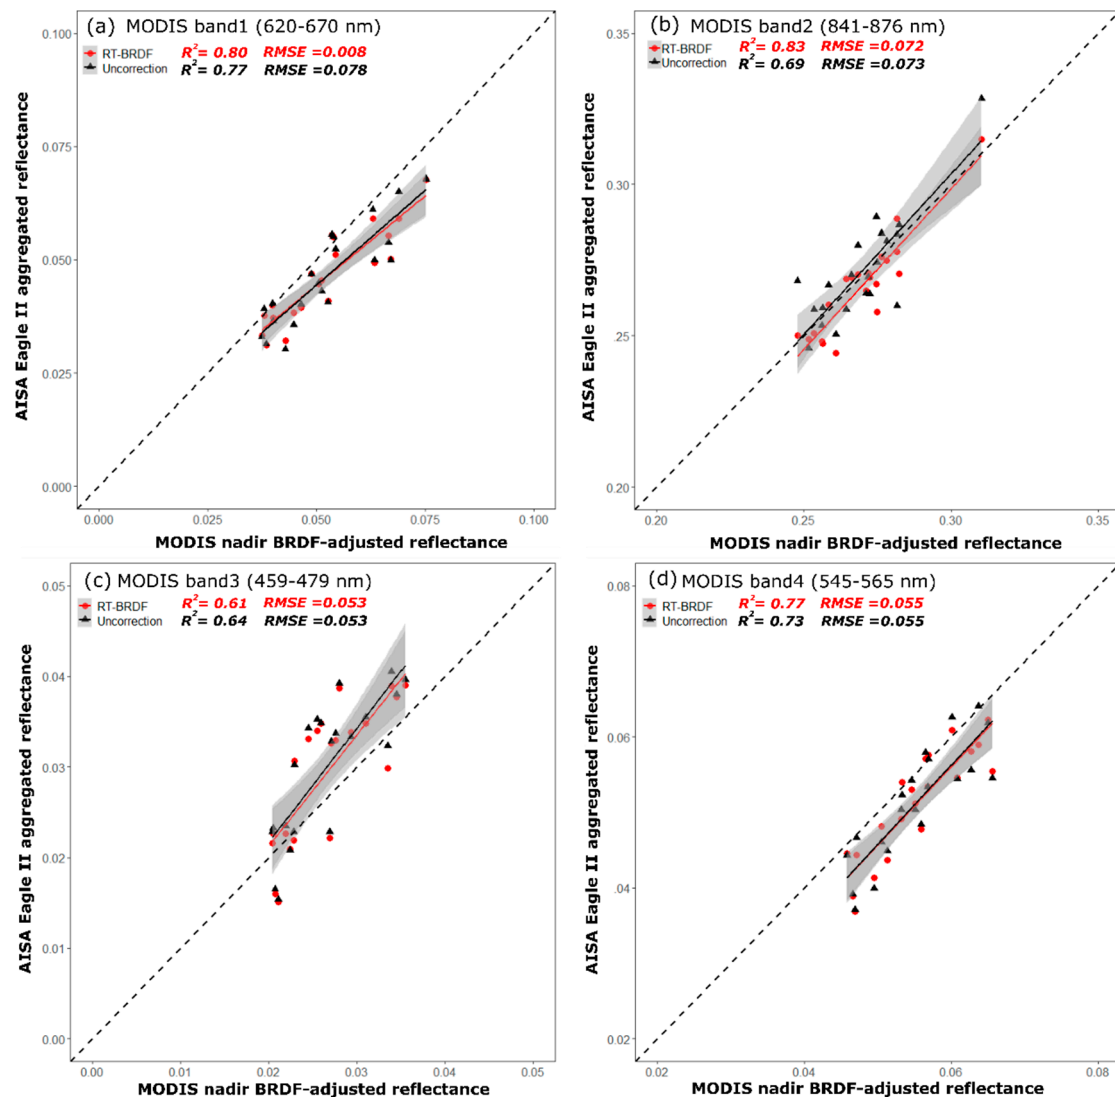 (a) MODIS band1 (620-670 nm)
RT-BRDF R² = 0.80 RMSE =0.008
Uncorrection R² = 0.77 RMSE =0.078
0.100
0.075
0.050
0.025
0.000
AISA Eagle II aggregated reflectance
0.000 0.025 0.050 0.075 0.100
MODIS nadir BRDF-adjusted reflectance
(b) MODIS band2 (841-876 nm)
RT-BRDF R² = 0.83 RMSE =0.072
Uncorrection R² = 0.69 RMSE =0.073
0.35
0.30
0.25
0.20
AISA Eagle II aggregated reflectance
0.20 0.25 0.30 0.35
MODIS nadir BRDF-adjusted reflectance
(c) MODIS band3 (459-479 nm)
RT-BRDF R² = 0.61 RMSE =0.053
Uncorrection R² = 0.64 RMSE =0.053
0.05
0.04
0.03
0.02
0.01
0.00
AISA Eagle II aggregated reflectance
0.00 0.01 0.02 0.03 0.04 0.05
MODIS nadir BRDF-adjusted reflectance
(d) MODIS band4 (545-565 nm)
RT-BRDF R² = 0.77 RMSE =0.055
Uncorrection R² = 0.73 RMSE =0.055
0.08
0.06
.04
0.02
AISA Eagle II aggregated reflectance
0.02 0.04 0.06 0.08
MODIS nadir BRDF-adjusted reflectance